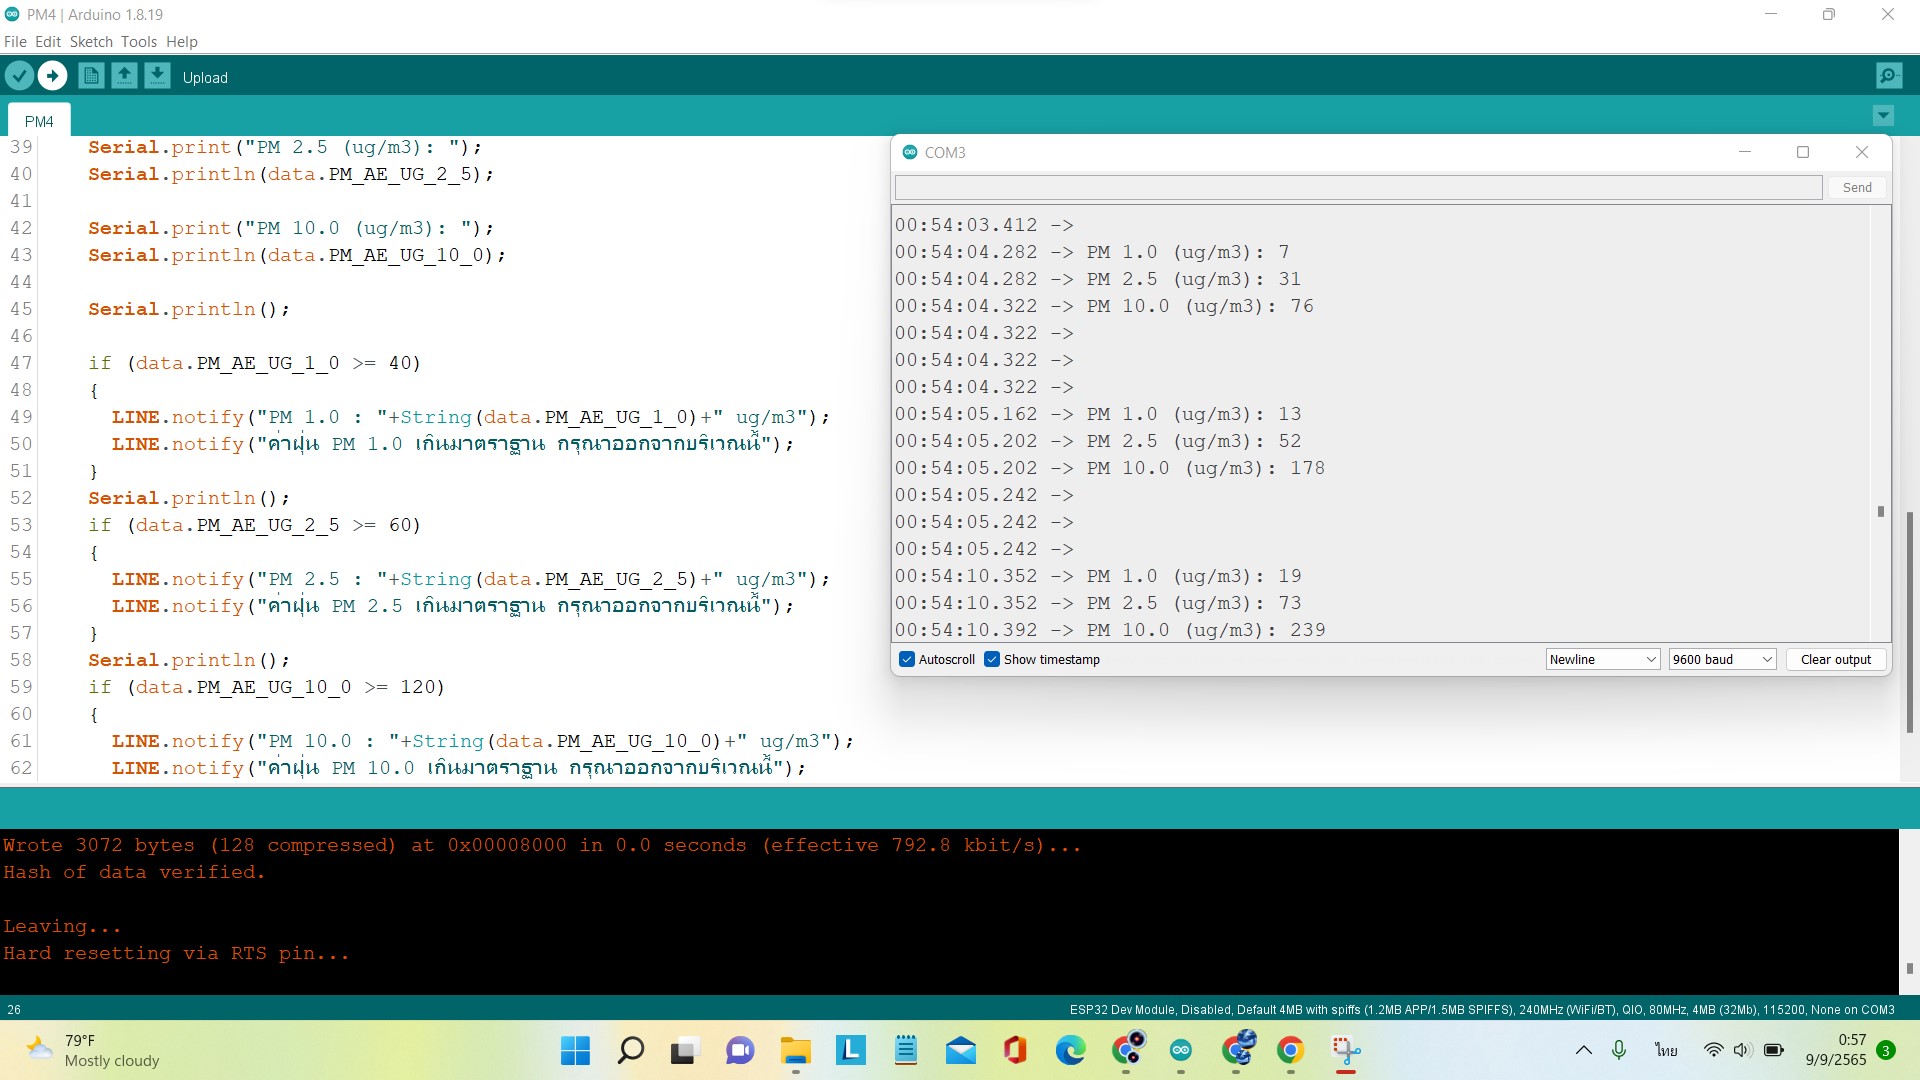 PM4 | Arduino 1.8.19
File Edit Sketch Tools Help
Upload
PM4
39 Serial.print("PM 2.5 (ug/m3): ");
40 Serial.println(data.PM_AE_UG_2_5);
41
42 Serial.print("PM 10.0 (ug/m3): ");
43 Serial.println(data.PM_AE_UG_10_0);
44
45 Serial.println();
46
47 if (data.PM_AE_UG_1_0 >= 40)
48 {
49 LINE.notify("PM 1.0 : "+String(data.PM_AE_UG_1_0)+" ug/m3");
50 LINE.notify("ค่าฝุ่น PM 1.0 เกินมาตราฐาน กรุณาออกจากบริเวณนี้");
51 }
52 Serial.println();
53 if (data.PM_AE_UG_2_5 >= 60)
54 {
55 LINE.notify("PM 2.5 : "+String(data.PM_AE_UG_2_5)+" ug/m3");
56 LINE.notify("ค่าฝุ่น PM 2.5 เกินมาตราฐาน กรุณาออกจากบริเวณนี้");
57 }
58 Serial.println();
59 if (data.PM_AE_UG_10_0 >= 120)
60 {
61 LINE.notify("PM 10.0 : "+String(data.PM_AE_UG_10_0)+" ug/m3");
62 LINE.notify("ค่าฝุ่น PM 10.0 เกินมาตราฐาน กรุณาออกจากบริเวณนี้");
COM3
Send
00:54:03.412 ->
00:54:04.282 -> PM 1.0 (ug/m3): 7
00:54:04.282 -> PM 2.5 (ug/m3): 31
00:54:04.322 -> PM 10.0 (ug/m3): 76
00:54:04.322 ->
00:54:04.322 ->
00:54:04.322 ->
00:54:05.162 -> PM 1.0 (ug/m3): 13
00:54:05.202 -> PM 2.5 (ug/m3): 52
00:54:05.202 -> PM 10.0 (ug/m3): 178
00:54:05.242 ->
00:54:05.242 ->
00:54:05.242 ->
00:54:10.352 -> PM 1.0 (ug/m3): 19
00:54:10.352 -> PM 2.5 (ug/m3): 73
00:54:10.392 -> PM 10.0 (ug/m3): 239
Autoscroll Show timestamp Newline 9600 baud Clear output
Wrote 3072 bytes (128 compressed) at 0x00008000 in 0.0 seconds (effective 792.8 kbit/s)...
Hash of data verified.
Leaving...
Hard resetting via RTS pin...
26 ESP32 Dev Module, Disabled, Default 4MB with spiffs (1.2MB APP/1.5MB SPIFFS), 240MHz (WiFi/BT), QIO, 80MHz, 4MB (32Mb), 115200, None on COM3
79°F
Mostly cloudy
L
ไทย
0:57
9/9/2565
3